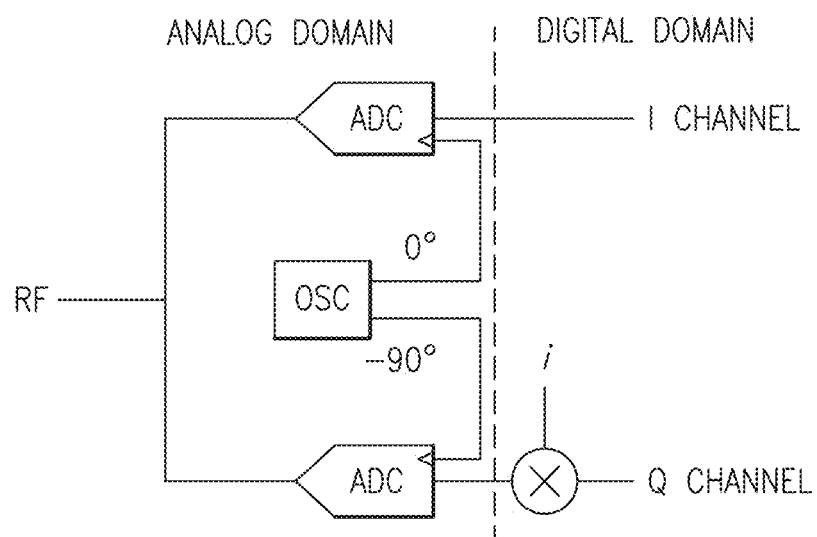 ANALOG DOMAIN
DIGITAL DOMAIN
ADC
I CHANNEL
0°
RF
OSC
−90°
i
ADC
Q CHANNEL